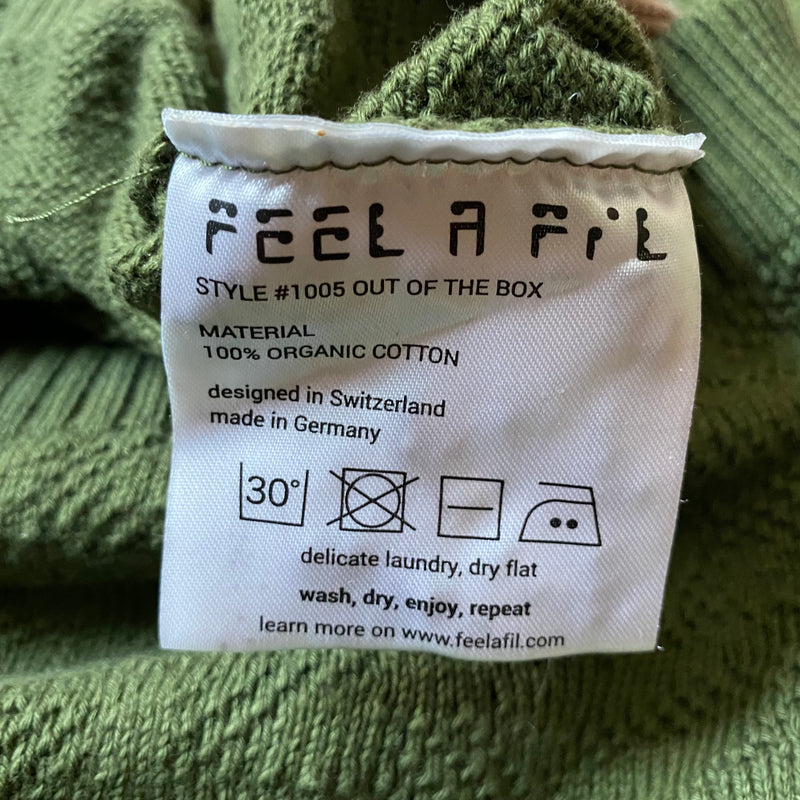 FEEL A FIL
STYLE #1005 OUT OF THE BOX
MATERIAL
100% ORGANIC COTTON
designed in Switzerland
made in Germany
30°
delicate laundry, dry flat
wash, dry, enjoy, repeat
learn more on www.feelafil.com